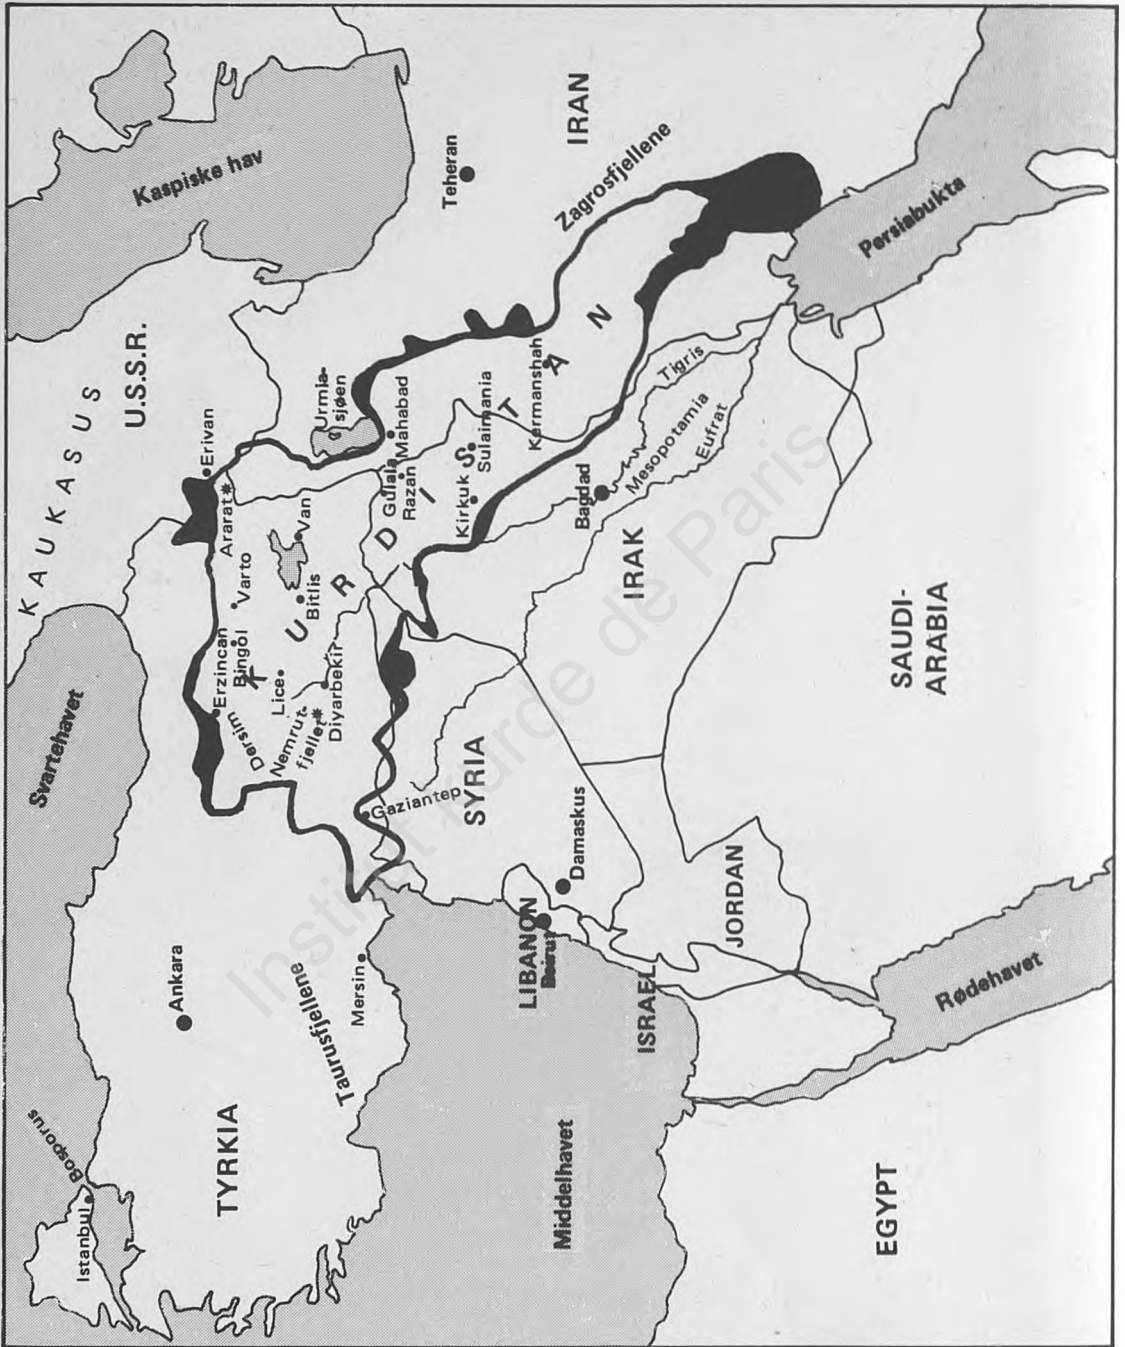 KAUKASUS
U.S.S.R.
Kaspiske hav
Svartehavet
Bosporus
Istanbul
Ankara
TYRKIA
Taurusfjellene
Mersin
Erivan
Ararat
Varto
Erzincan
Bingöl
Dersim
Lice
Nemrut-
fjellet
Diyarbekir
Bitlis
Van
Urmia-
sjøen
Mahabad
Gulala
Razan
Kirkuk
Sulaimania
Kermanshah
KURDISTAN
Teheran
IRAN
Zagrosfjellene
Gaziantep
SYRIA
Bagdad
Tigris
Mesopotamia
Eufrat
IRAK
Persiabukta
LIBANON
Beirut
Damaskus
ISRAEL
JORDAN
SAUDI-
ARABIA
Middelhavet
EGYPT
Rødehavet
Institut kurde de Paris